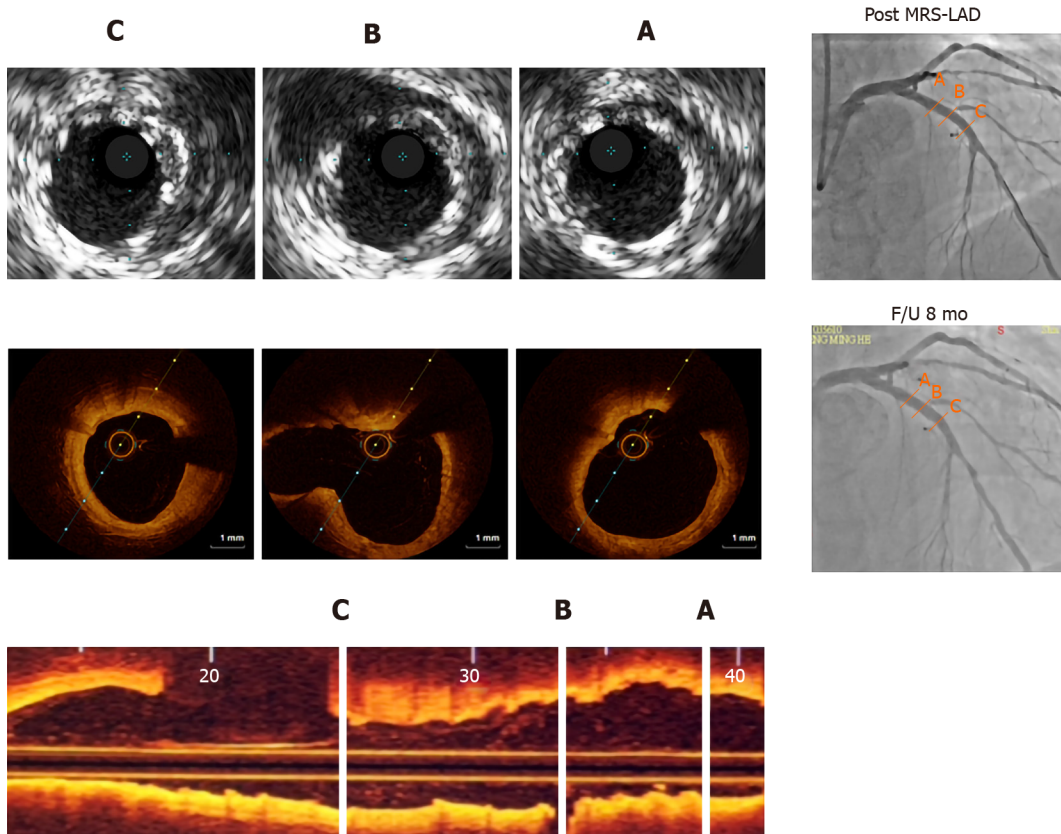 C B A
Post MRS-LAD
A
B
C
F/U 8 mo
S
NG MING HE
A
B
C
1 mm 1 mm 1 mm
C B A
20 30 40